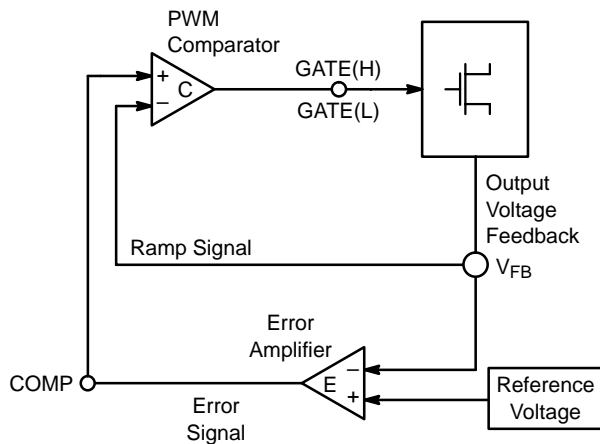 PWM
Comparator
+
C
−
GATE(H)
GATE(L)
Output
Voltage
Feedback
Ramp Signal
VFB
Error
Amplifier
COMP
E
−
+
Error
Signal
Reference
Voltage